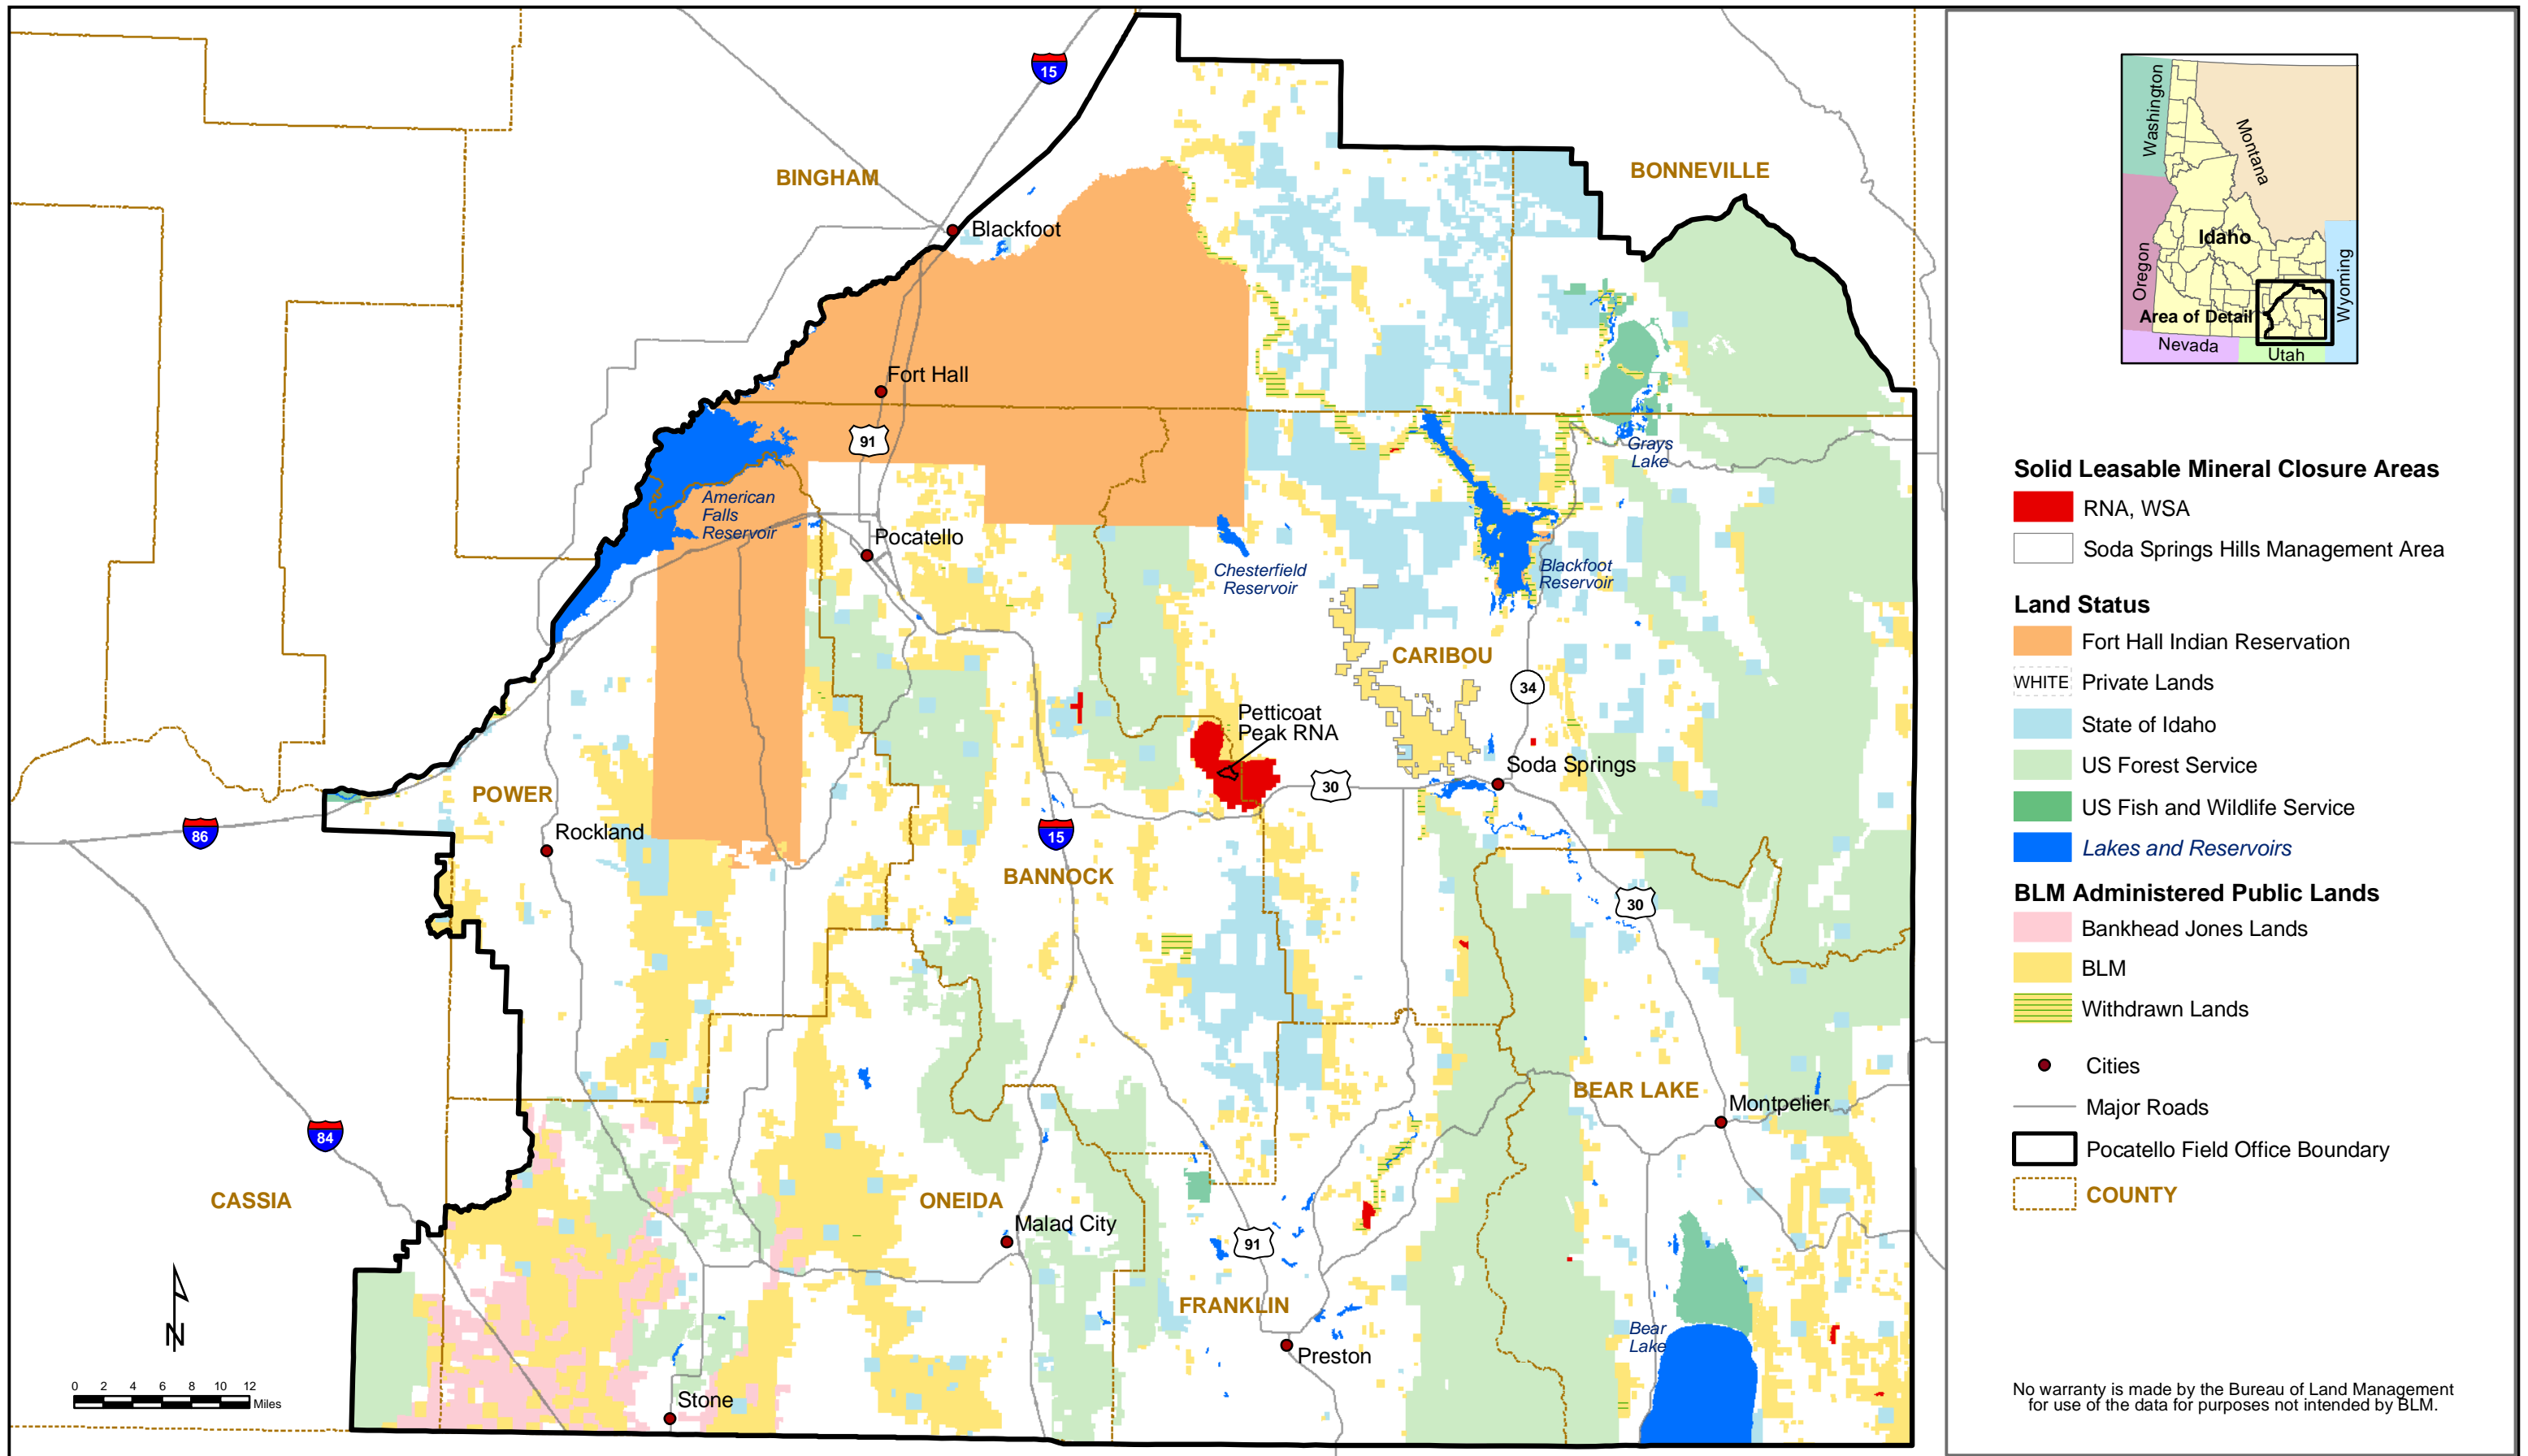 15
BINGHAM
BONNEVILLE
Blackfoot
Fort Hall
91
American
Falls
Reservoir
Grays
Lake
Pocatello
Chesterfield
Reservoir
Blackfoot
Reservoir
CARIBOU
34
Petticoat
Peak RNA
Soda Springs
30
POWER
86
Rockland
15
BANNOCK
30
BEAR LAKE
Montpelier
84
CASSIA
ONEIDA
Malad City
91
FRANKLIN
Preston
Bear
Lake
Stone
N
0 2 4 6 8 10 12
Miles
Washington
Montana
Oregon
Idaho
Wyoming
Area of Detail
Nevada
Utah
Solid Leasable Mineral Closure Areas
RNA, WSA
Soda Springs Hills Management Area
Land Status
Fort Hall Indian Reservation
WHITE Private Lands
State of Idaho
US Forest Service
US Fish and Wildlife Service
Lakes and Reservoirs
BLM Administered Public Lands
Bankhead Jones Lands
BLM
Withdrawn Lands
Cities
Major Roads
Pocatello Field Office Boundary
COUNTY
No warranty is made by the Bureau of Land Management
for use of the data for purposes not intended by BLM.